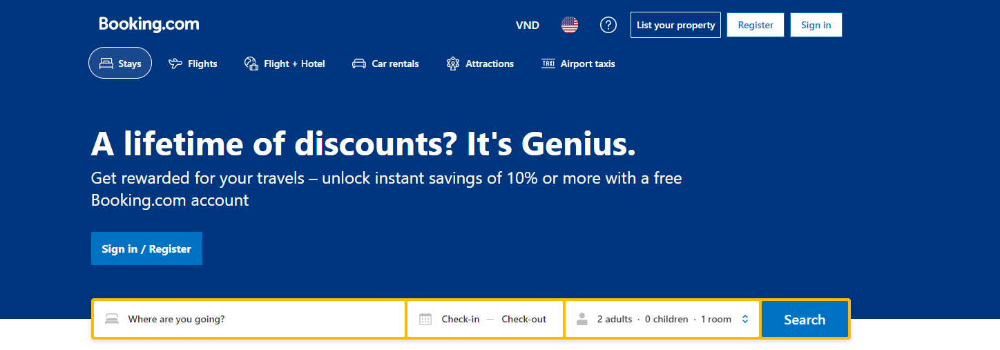 Booking.com
VND
?
List your property
Register
Sign in
Stays
Flights
Flight + Hotel
Car rentals
Attractions
TAXI
Airport taxis
A lifetime of discounts? It's Genius.
Get rewarded for your travels – unlock instant savings of 10% or more with a free
Booking.com account
Sign in / Register
Where are you going?
Check-in — Check-out
2 adults · 0 children · 1 room
Search